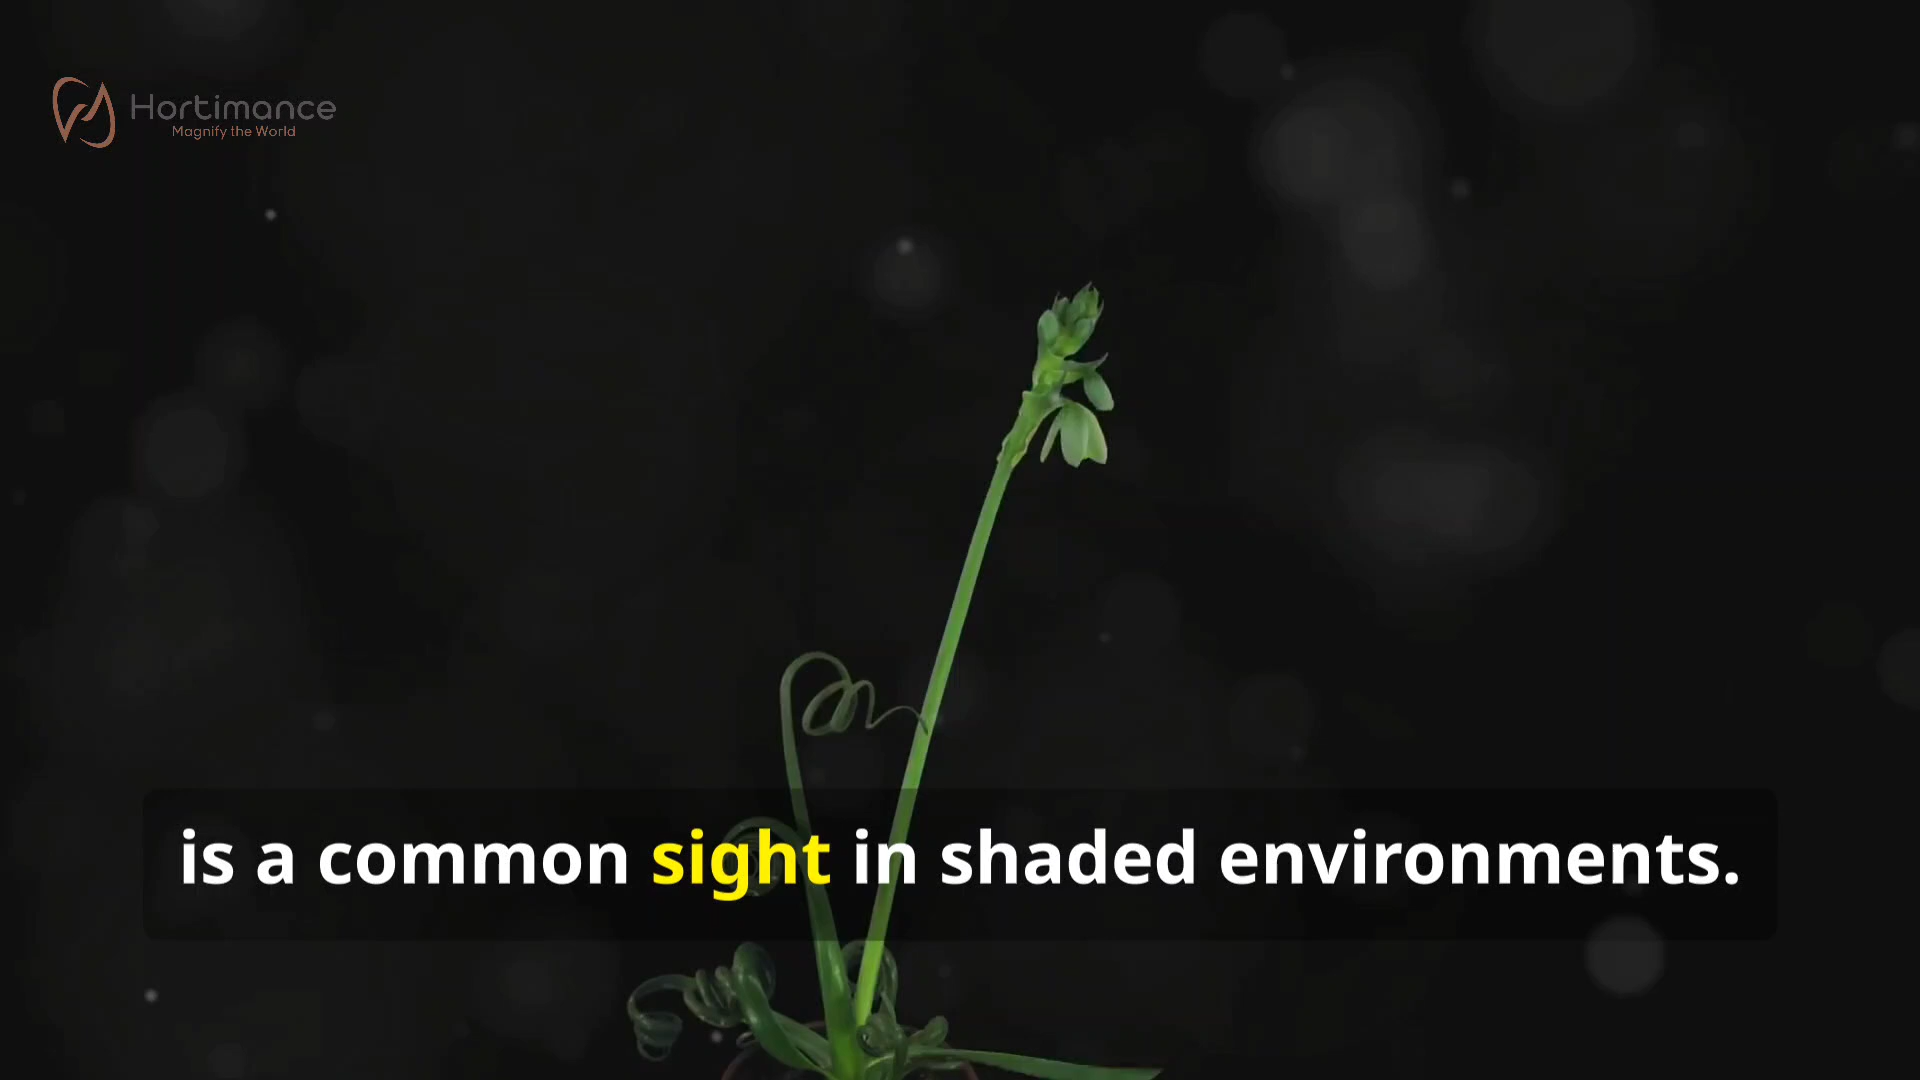 Hortimance
Magnify the World
is a common sight in shaded environments.